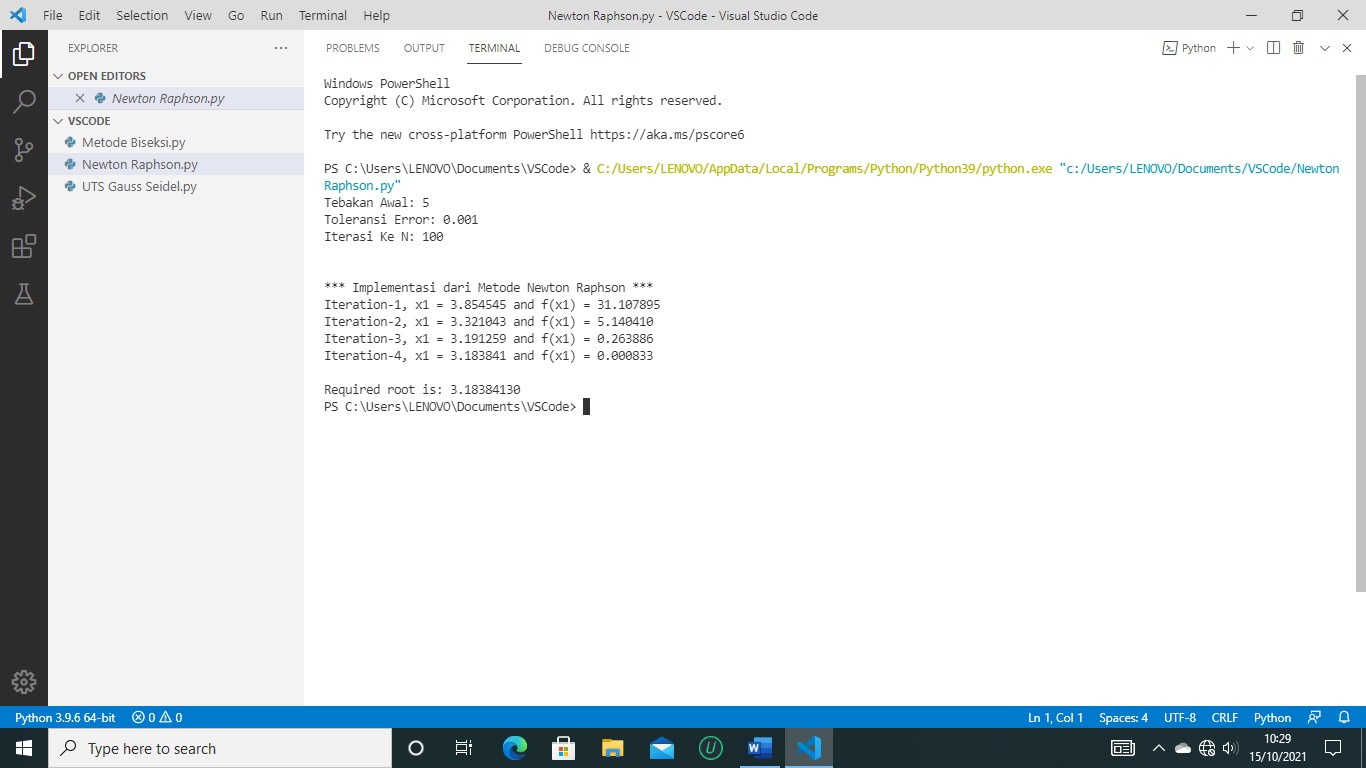 File Edit Selection View Go Run Terminal Help
Newton Raphson.py - VSCode - Visual Studio Code
EXPLORER
OPEN EDITORS
Newton Raphson.py
VSCODE
Metode Biseksi.py
Newton Raphson.py
UTS Gauss Seidel.py
PROBLEMS OUTPUT TERMINAL DEBUG CONSOLE
Python
Windows PowerShell
Copyright (C) Microsoft Corporation. All rights reserved.
Try the new cross-platform PowerShell https://aka.ms/pscore6
PS C:\Users\LENOVO\Documents\VSCode> & C:/Users/LENOVO/AppData/Local/Programs/Python/Python39/python.exe "c:/Users/LENOVO/Documents/VSCode/Newton
Raphson.py"
Tebakan Awal: 5
Toleransi Error: 0.001
Iterasi Ke N: 100
*** Implementasi dari Metode Newton Raphson ***
Iteration-1, x1 = 3.854545 and f(x1) = 31.107895
Iteration-2, x1 = 3.321043 and f(x1) = 5.140410
Iteration-3, x1 = 3.191259 and f(x1) = 0.263886
Iteration-4, x1 = 3.183841 and f(x1) = 0.000833
Required root is: 3.18384130
PS C:\Users\LENOVO\Documents\VSCode>
Python 3.9.6 64-bit 0 0
Ln 1, Col 1 Spaces: 4 UTF-8 CRLF Python
Type here to search
10:29
15/10/2021